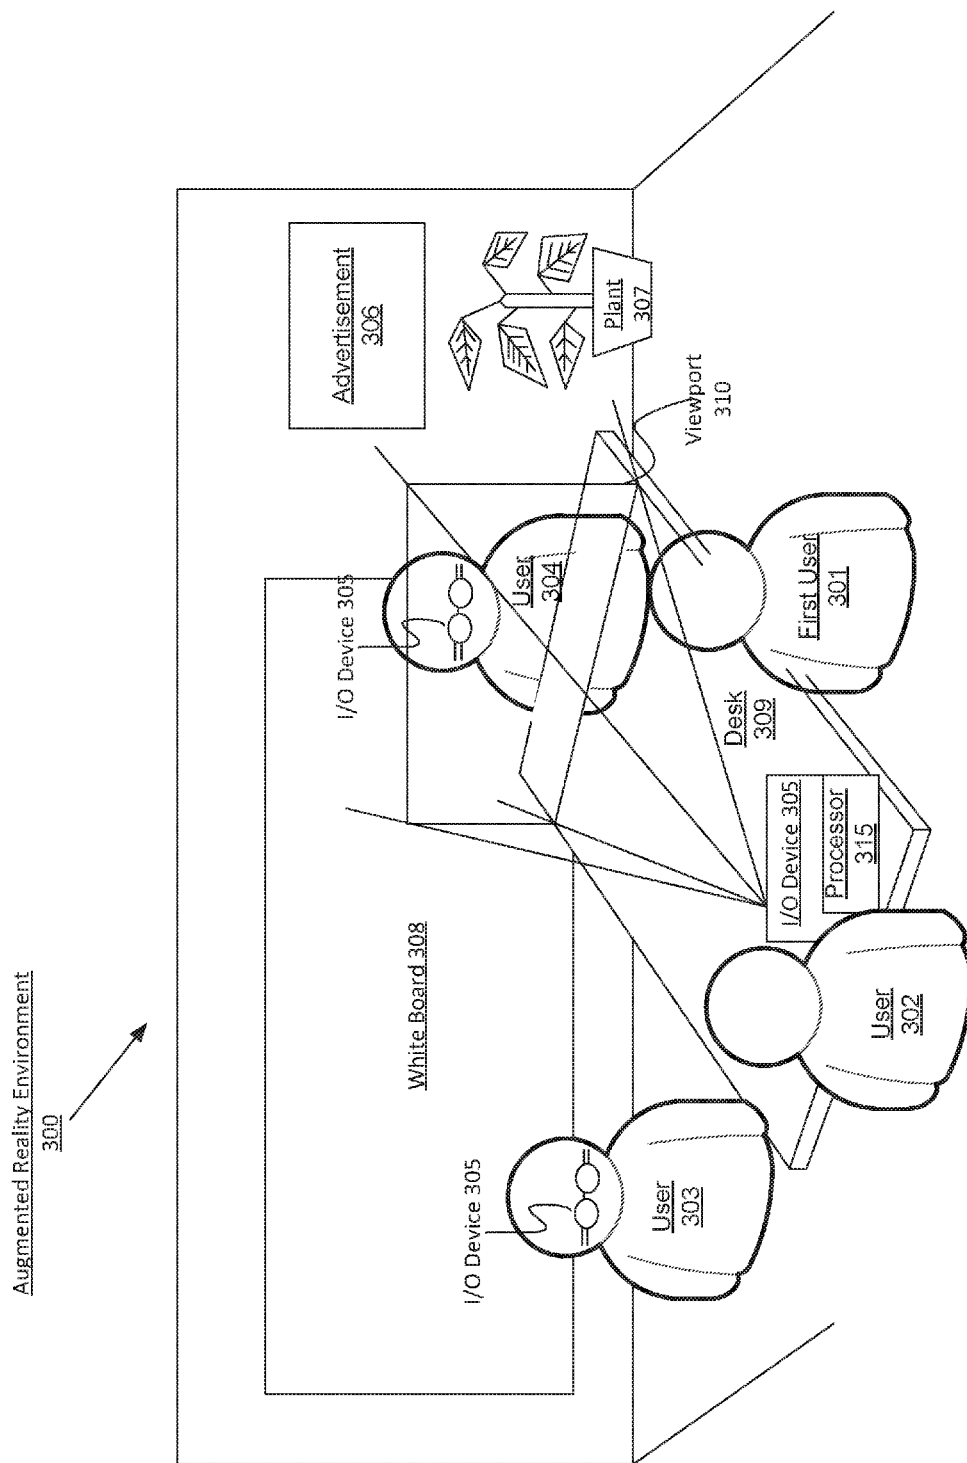 Augmented Reality Environment
300
I/O Device 305
White Board 308
I/O Device 305
Advertisement
306
Plant
307
Viewport
310
User
304
User
303
Desk
309
First User
301
I/O Device 305
Processor
315
User
302